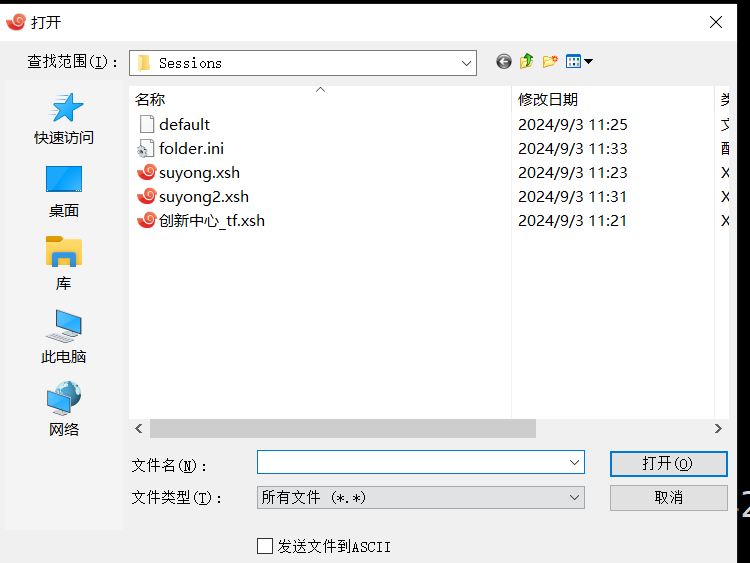 打开
查找范围(I):
Sessions
名称
修改日期
default
2024/9/3 11:25
folder.ini
2024/9/3 11:33
suyong.xsh
2024/9/3 11:23
suyong2.xsh
2024/9/3 11:31
创新中心_tf.xsh
2024/9/3 11:21
快速访问
桌面
库
此电脑
网络
文件名(N):
打开(O)
文件类型(T):
所有文件 (*.*)
取消
发送文件到ASCII